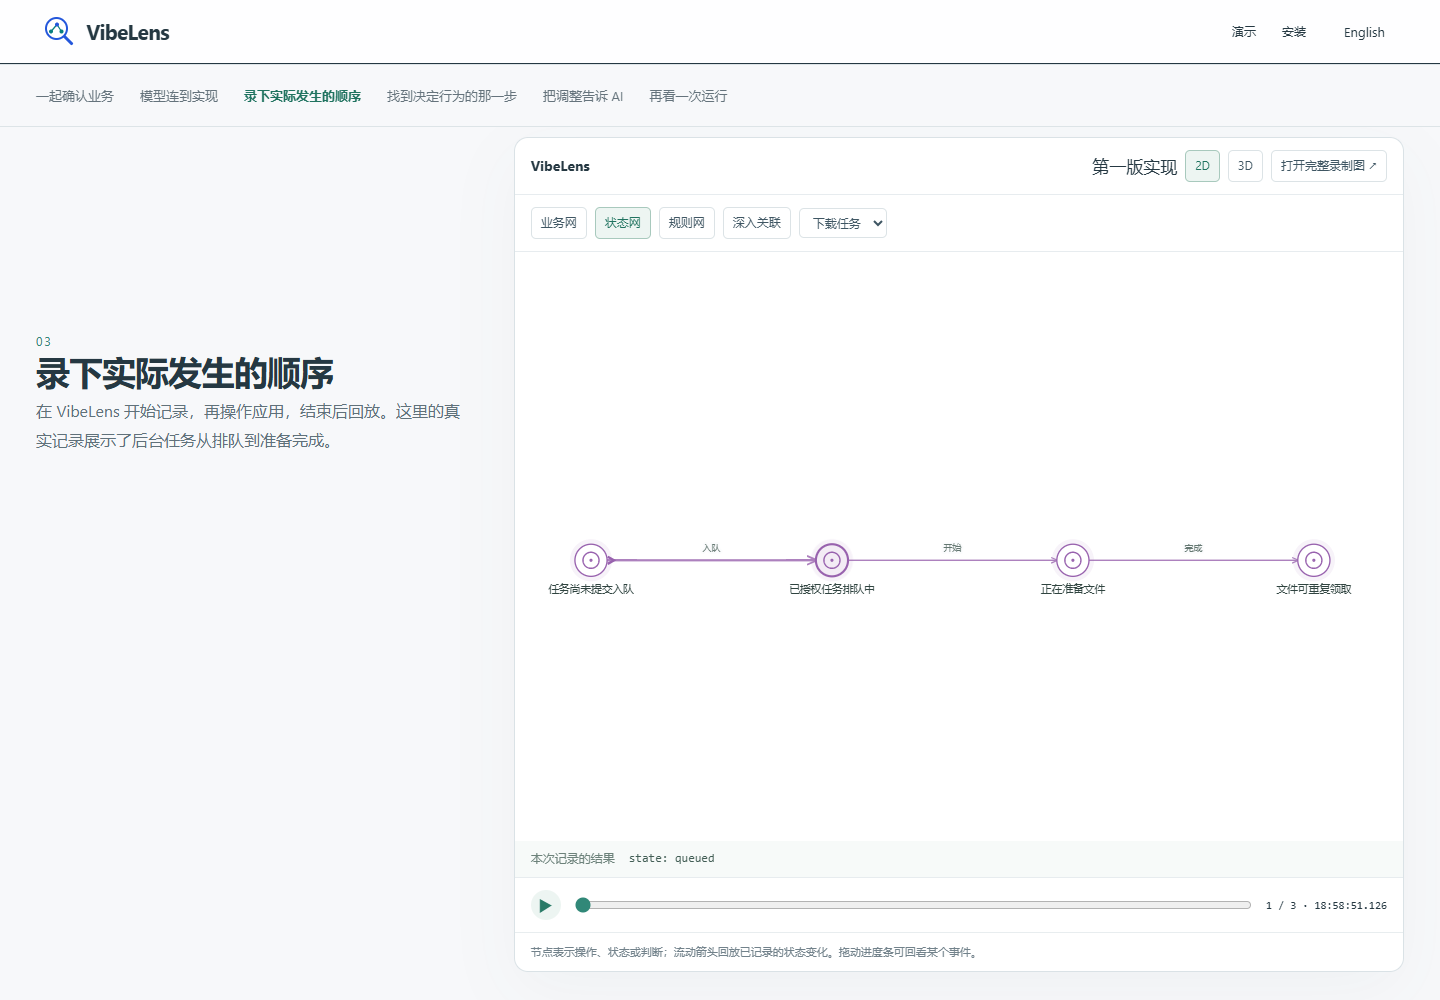 VibeLens
演示 安装 English
一起确认业务 模型连到实现 录下实际发生的顺序 找到决定行为的那一步 把调整告诉 AI 再看一次运行
03
录下实际发生的顺序
在 VibeLens 开始记录，再操作应用，结束后回放。这里的真
实记录展示了后台任务从排队到准备完成。
VibeLens
第一版实现 2D 3D 打开完整录制图 ↗
业务网 状态网 规则网 深入关联 下载任务
入队 开始 完成
任务尚未提交入队 已授权任务排队中 正在准备文件 文件可重复领取
本次记录的结果 state: queued
1 / 3 · 18:58:51.126
节点表示操作、状态或判断；流动箭头回放已记录的状态变化。拖动进度条可回看某个事件。